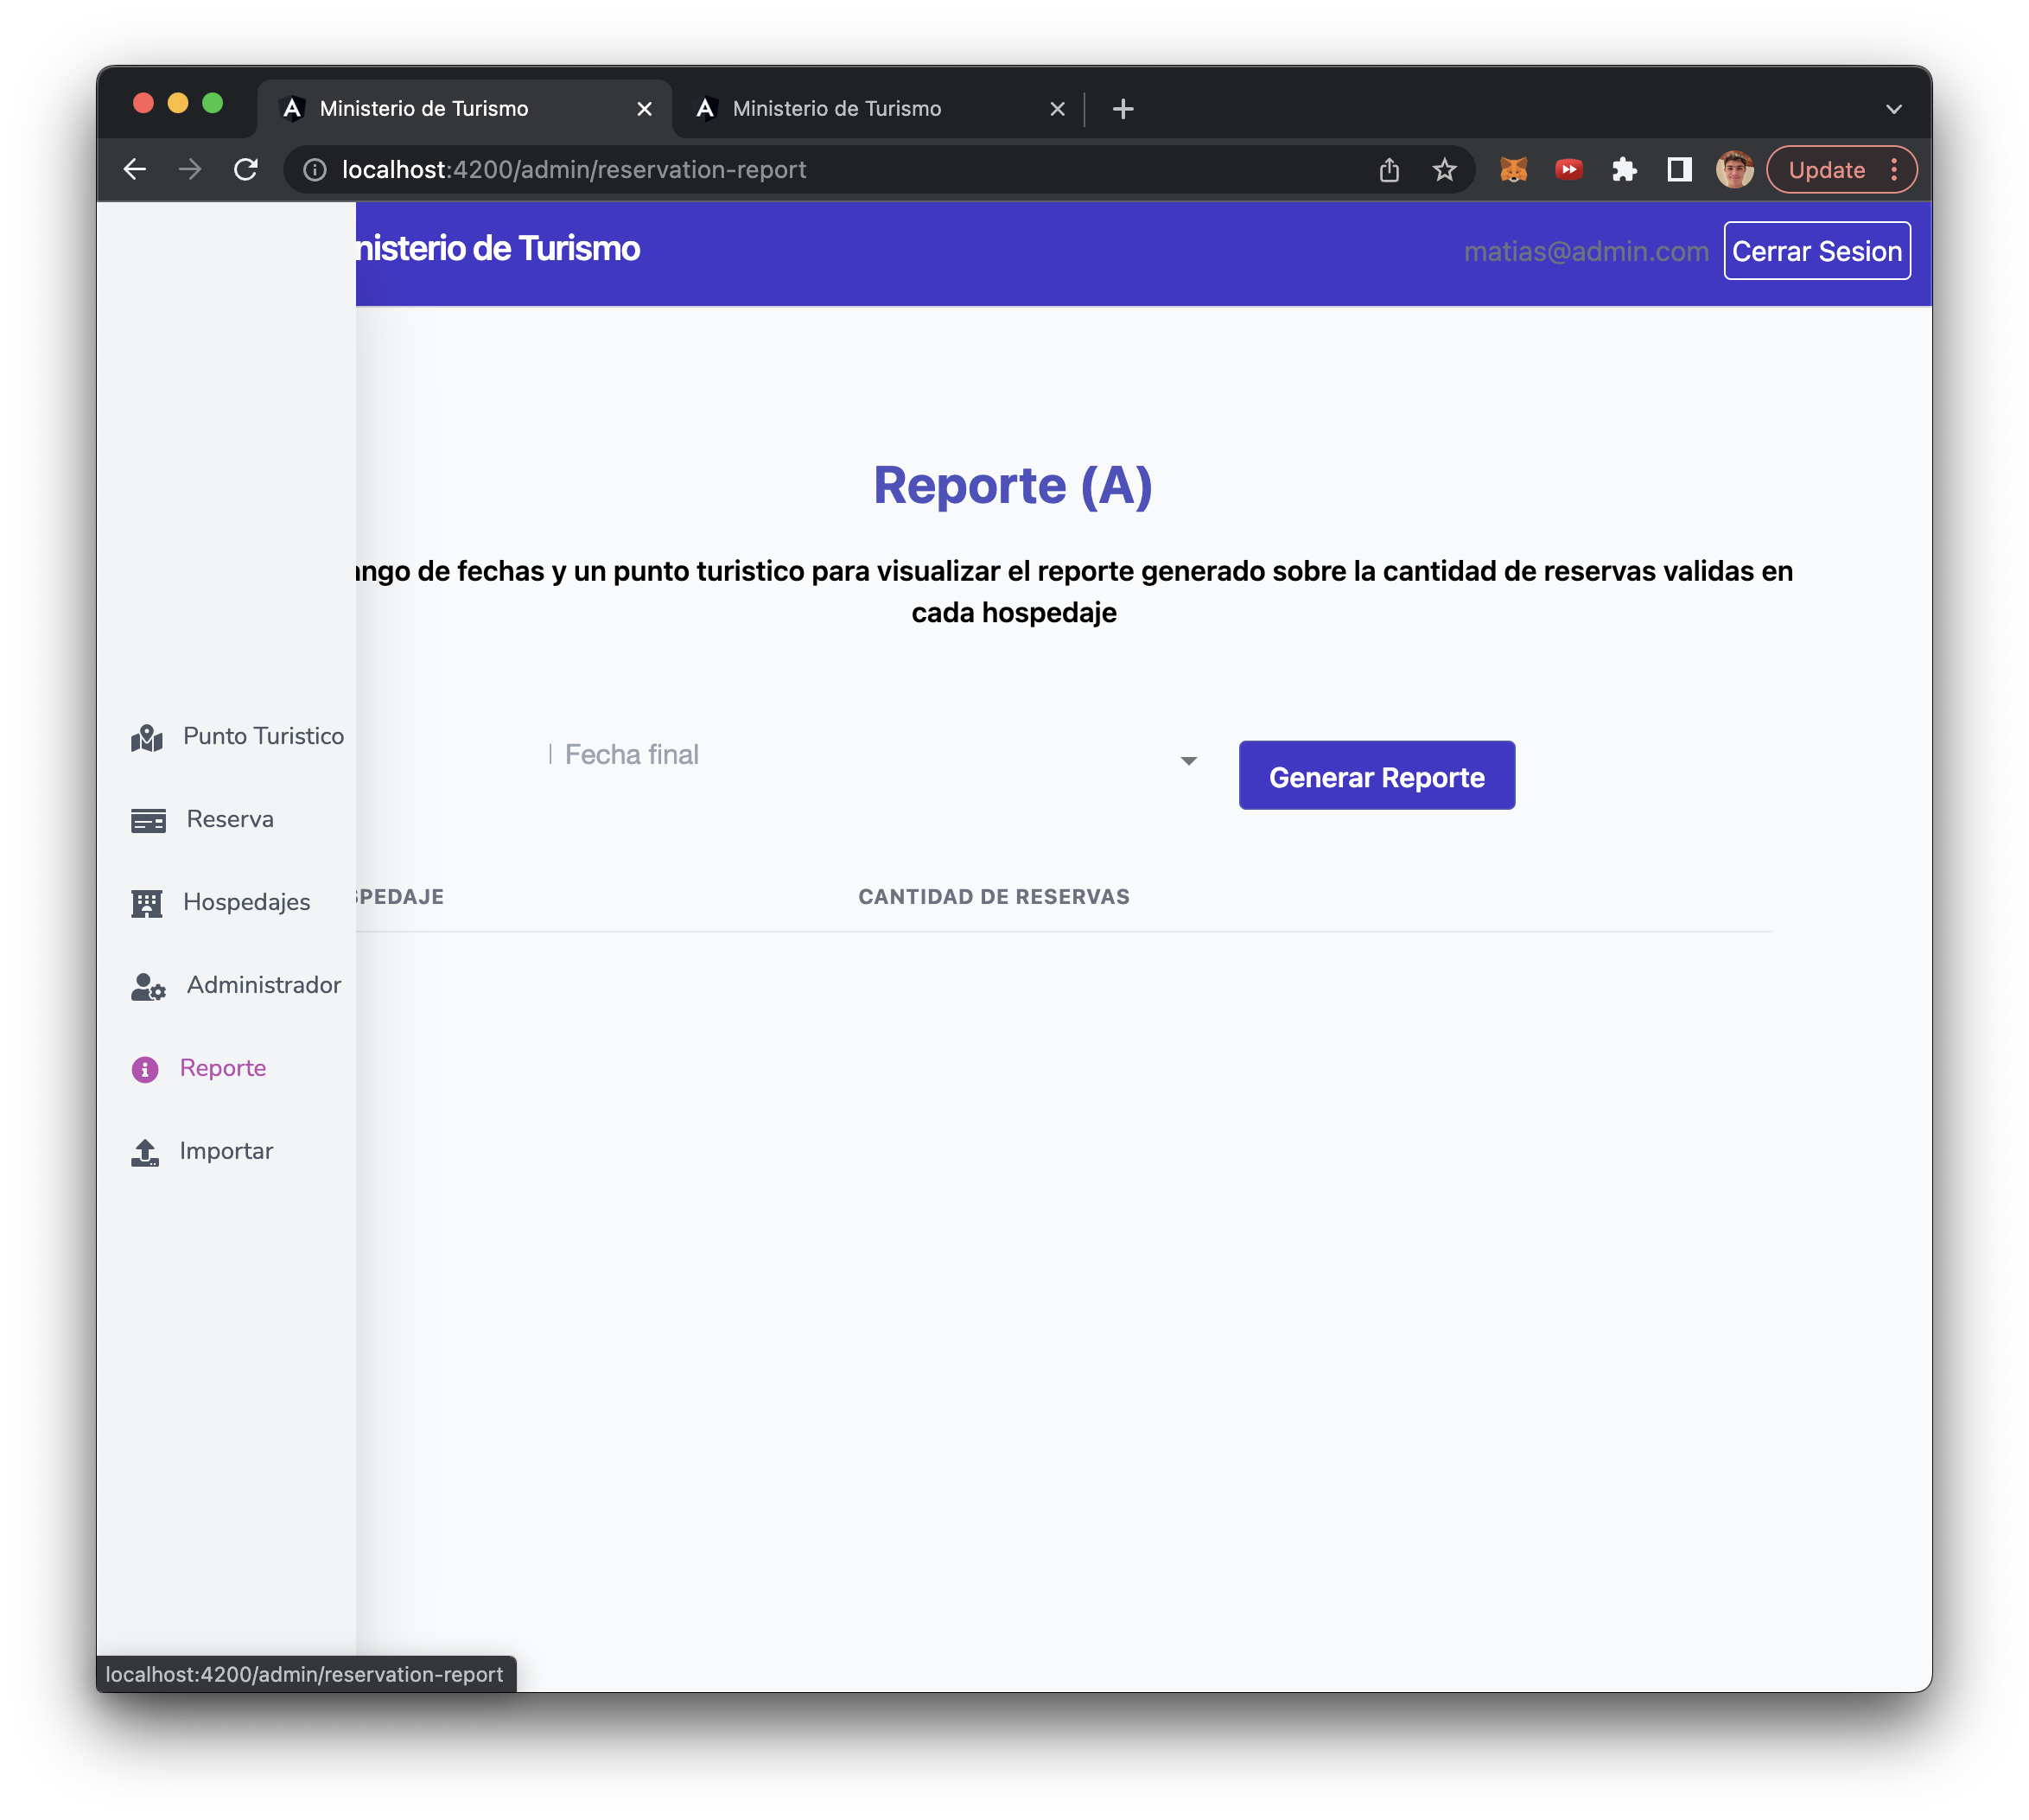 Ministerio de Turismo
Ministerio de Turismo
localhost:4200/admin/reservation-report
Update
nisterio de Turismo
matias@admin.com
Cerrar Sesion
Reporte (A)
ango de fechas y un punto turistico para visualizar el reporte generado sobre la cantidad de reservas validas en
cada hospedaje
Punto Turistico
Fecha final
Generar Reporte
Reserva
Hospedajes
SPEDAJE
CANTIDAD DE RESERVAS
Administrador
Reporte
Importar
localhost:4200/admin/reservation-report